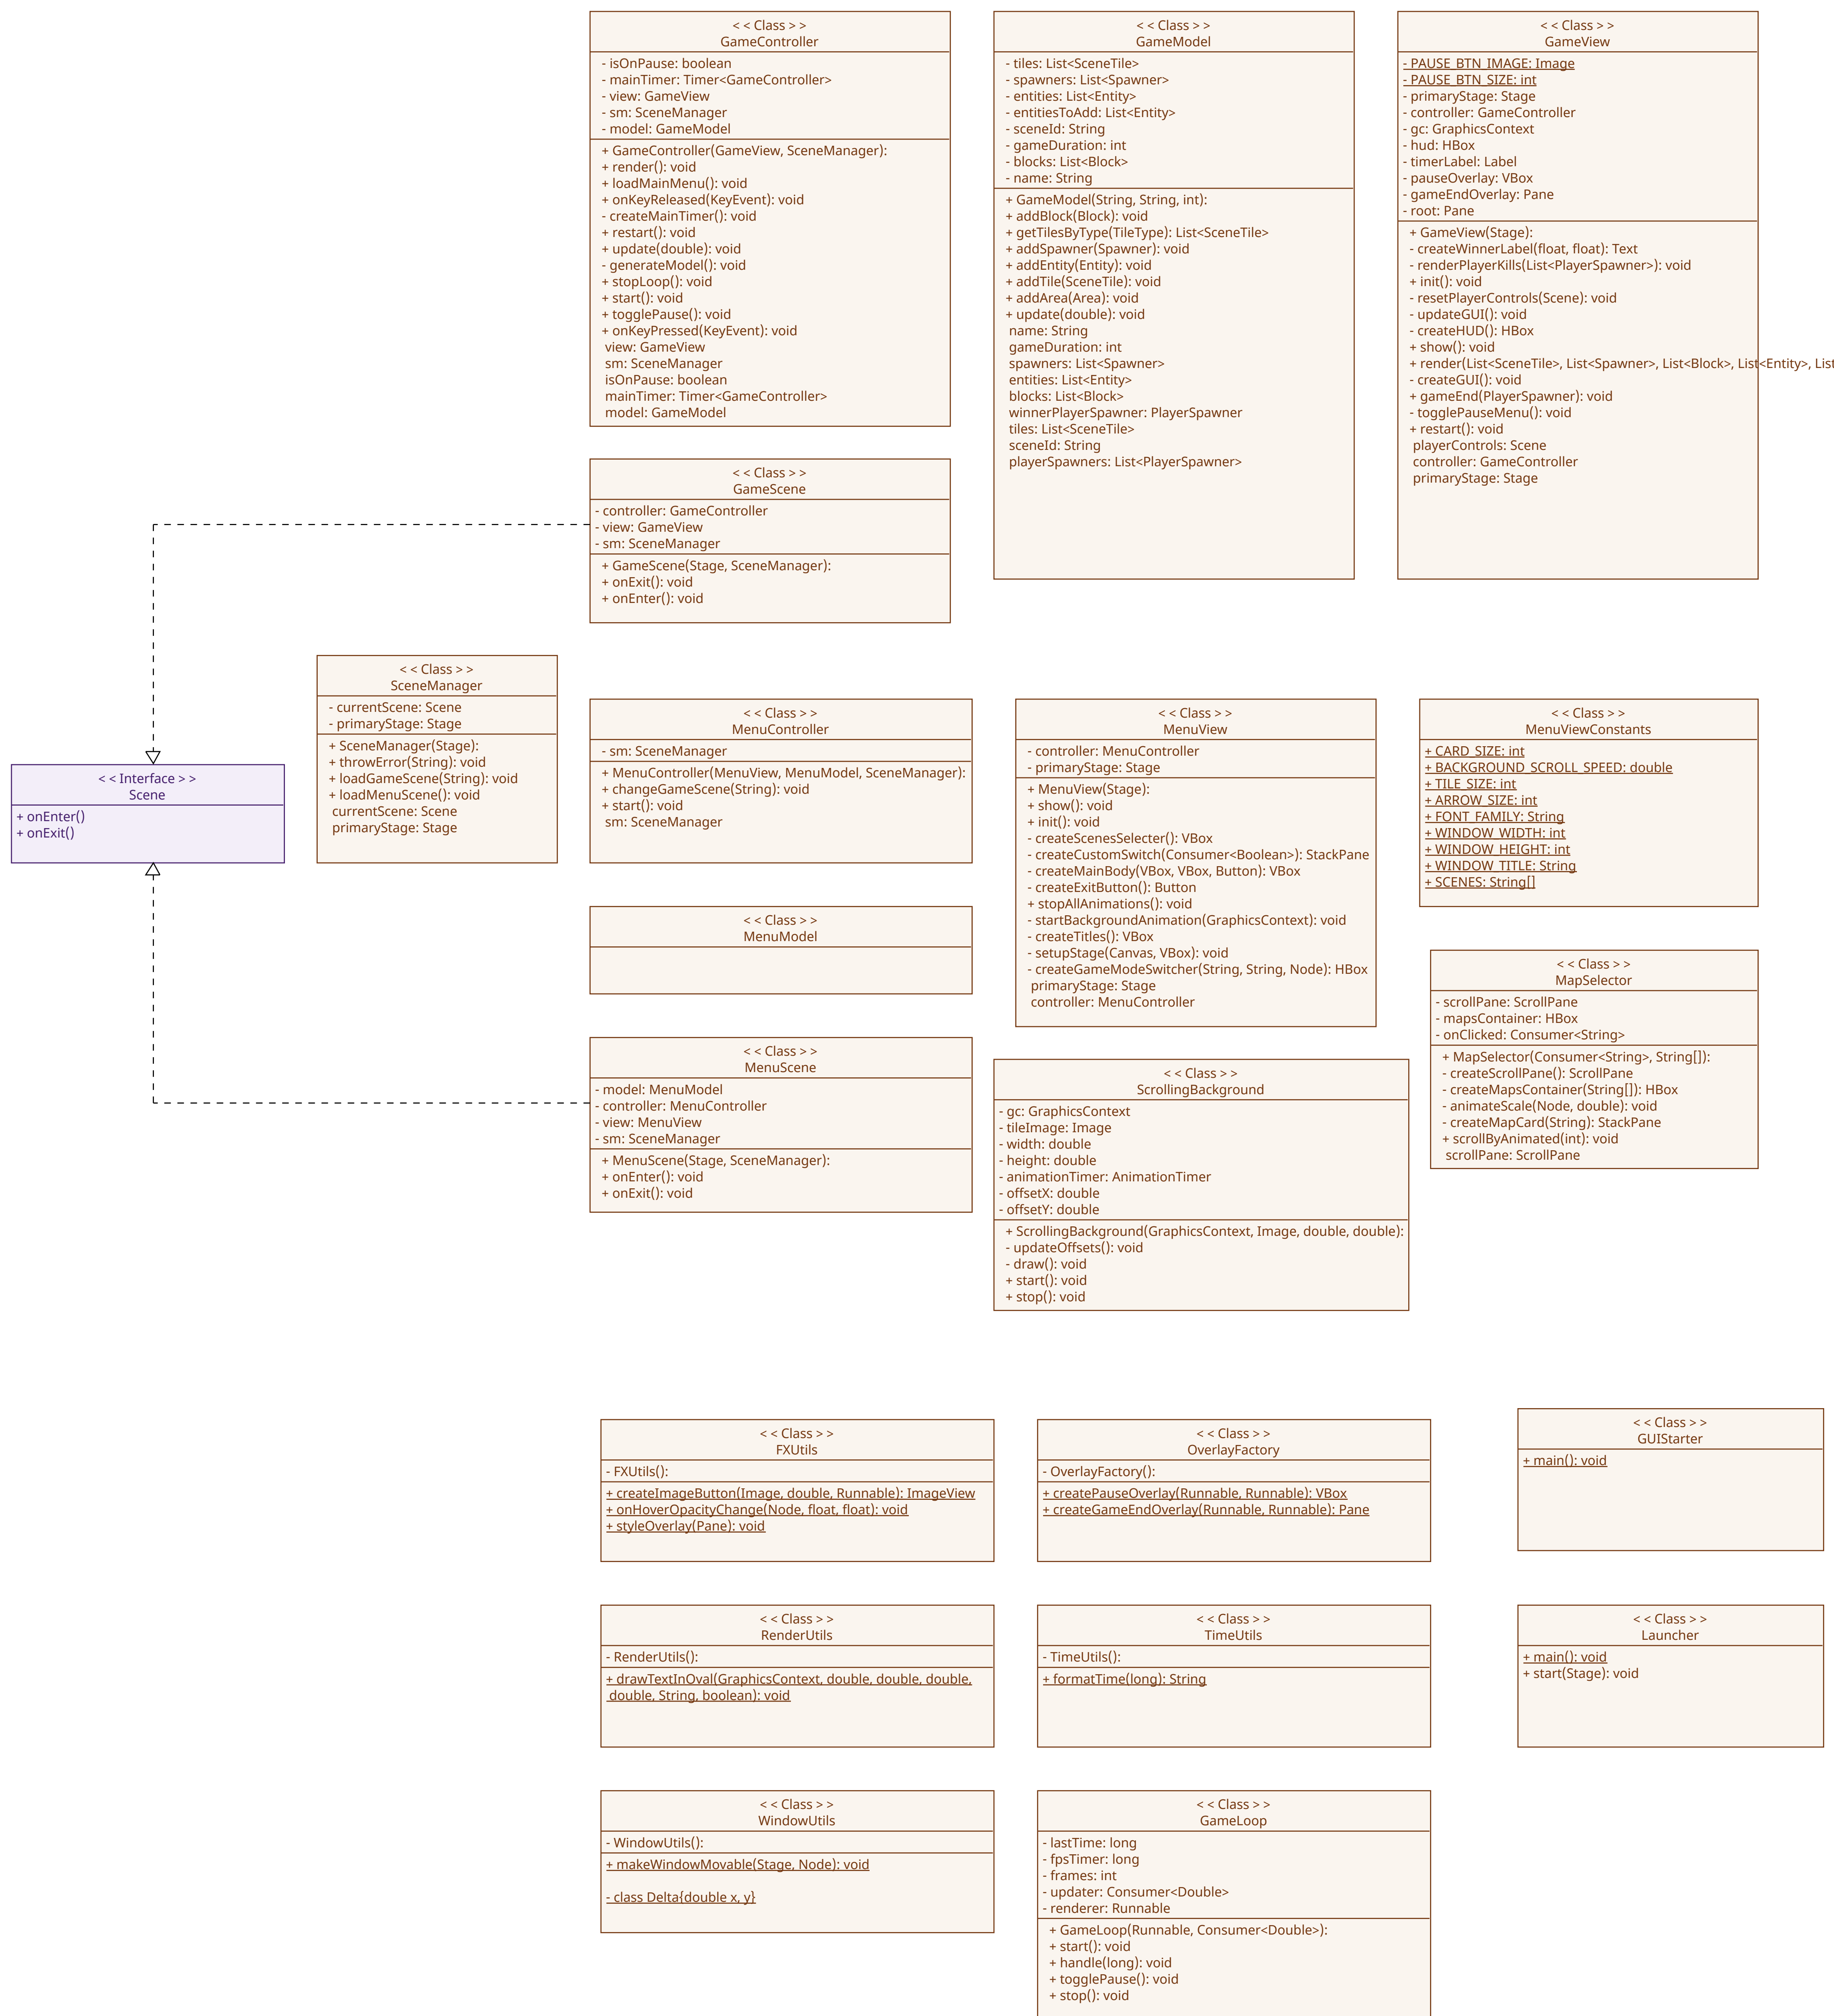 < < Class > >
GameController
- isOnPause: boolean
- mainTimer: Timer<GameController>
- view: GameView
- sm: SceneManager
- model: GameModel
+ GameController(GameView, SceneManager):
+ render(): void
+ loadMainMenu(): void
+ onKeyReleased(KeyEvent): void
- createMainTimer(): void
+ restart(): void
+ update(double): void
- generateModel(): void
+ stopLoop(): void
+ start(): void
+ togglePause(): void
+ onKeyPressed(KeyEvent): void
view: GameView
sm: SceneManager
isOnPause: boolean
mainTimer: Timer<GameController>
model: GameModel
< < Class > >
GameModel
- tiles: List<SceneTile>
- spawners: List<Spawner>
- entities: List<Entity>
- entitiesToAdd: List<Entity>
- sceneId: String
- gameDuration: int
- blocks: List<Block>
- name: String
+ GameModel(String, String, int):
+ addBlock(Block): void
+ getTilesByType(TileType): List<SceneTile>
+ addSpawner(Spawner): void
+ addEntity(Entity): void
+ addTile(SceneTile): void
+ addArea(Area): void
+ update(double): void
name: String
gameDuration: int
spawners: List<Spawner>
entities: List<Entity>
blocks: List<Block>
winnerPlayerSpawner: PlayerSpawner
tiles: List<SceneTile>
sceneId: String
playerSpawners: List<PlayerSpawner>
< < Class > >
GameView
- PAUSE_BTN_IMAGE: Image
- PAUSE_BTN_SIZE: int
- primaryStage: Stage
- controller: GameController
- gc: GraphicsContext
- hud: HBox
- timerLabel: Label
- pauseOverlay: VBox
- gameEndOverlay: Pane
- root: Pane
+ GameView(Stage):
- createWinnerLabel(float, float): Text
- renderPlayerKills(List<PlayerSpawner>): void
+ init(): void
- resetPlayerControls(Scene): void
- updateGUI(): void
- createHUD(): HBox
+ show(): void
+ render(List<SceneTile>, List<Spawner>, List<Block>, List<Entity>, List
- createGUI(): void
+ gameEnd(PlayerSpawner): void
- togglePauseMenu(): void
+ restart(): void
playerControls: Scene
controller: GameController
primaryStage: Stage
< < Class > >
GameScene
- controller: GameController
- view: GameView
- sm: SceneManager
+ GameScene(Stage, SceneManager):
+ onExit(): void
+ onEnter(): void
< < Interface > >
Scene
+ onEnter()
+ onExit()
< < Class > >
SceneManager
- currentScene: Scene
- primaryStage: Stage
+ SceneManager(Stage):
+ throwError(String): void
+ loadGameScene(String): void
+ loadMenuScene(): void
currentScene: Scene
primaryStage: Stage
< < Class > >
MenuController
- sm: SceneManager
+ MenuController(MenuView, MenuModel, SceneManager):
+ changeGameScene(String): void
+ start(): void
sm: SceneManager
< < Class > >
MenuView
- controller: MenuController
- primaryStage: Stage
+ MenuView(Stage):
+ show(): void
+ init(): void
- createScenesSelecter(): VBox
- createCustomSwitch(Consumer<Boolean>): StackPane
- createMainBody(VBox, VBox, Button): VBox
- createExitButton(): Button
+ stopAllAnimations(): void
- startBackgroundAnimation(GraphicsContext): void
- createTitles(): VBox
- setupStage(Canvas, VBox): void
- createGameModeSwitcher(String, String, Node): HBox
primaryStage: Stage
controller: MenuController
< < Class > >
MenuViewConstants
+ CARD_SIZE: int
+ BACKGROUND_SCROLL_SPEED: double
+ TILE_SIZE: int
+ ARROW_SIZE: int
+ FONT_FAMILY: String
+ WINDOW_WIDTH: int
+ WINDOW_HEIGHT: int
+ WINDOW_TITLE: String
+ SCENES: String[]
< < Class > >
MenuModel
< < Class > >
MapSelector
- scrollPane: ScrollPane
- mapsContainer: HBox
- onClicked: Consumer<String>
+ MapSelector(Consumer<String>, String[]):
- createScrollPane(): ScrollPane
- createMapsContainer(String[]): HBox
- animateScale(Node, double): void
- createMapCard(String): StackPane
+ scrollByAnimated(int): void
scrollPane: ScrollPane
< < Class > >
MenuScene
- model: MenuModel
- controller: MenuController
- view: MenuView
- sm: SceneManager
+ MenuScene(Stage, SceneManager):
+ onEnter(): void
+ onExit(): void
< < Class > >
ScrollingBackground
- gc: GraphicsContext
- tileImage: Image
- width: double
- height: double
- animationTimer: AnimationTimer
- offsetX: double
- offsetY: double
+ ScrollingBackground(GraphicsContext, Image, double, double):
- updateOffsets(): void
- draw(): void
+ start(): void
+ stop(): void
< < Class > >
FXUtils
- FXUtils():
+ createImageButton(Image, double, Runnable): ImageView
+ onHoverOpacityChange(Node, float, float): void
+ styleOverlay(Pane): void
< < Class > >
OverlayFactory
- OverlayFactory():
+ createPauseOverlay(Runnable, Runnable): VBox
+ createGameEndOverlay(Runnable, Runnable): Pane
< < Class > >
GUIStarter
+ main(): void
< < Class > >
RenderUtils
- RenderUtils():
+ drawTextInOval(GraphicsContext, double, double, double,
double, String, boolean): void
< < Class > >
TimeUtils
- TimeUtils():
+ formatTime(long): String
< < Class > >
Launcher
+ main(): void
+ start(Stage): void
< < Class > >
WindowUtils
- WindowUtils():
+ makeWindowMovable(Stage, Node): void
- class Delta{double x, y}
< < Class > >
GameLoop
- lastTime: long
- fpsTimer: long
- frames: int
- updater: Consumer<Double>
- renderer: Runnable
+ GameLoop(Runnable, Consumer<Double>):
+ start(): void
+ handle(long): void
+ togglePause(): void
+ stop(): void